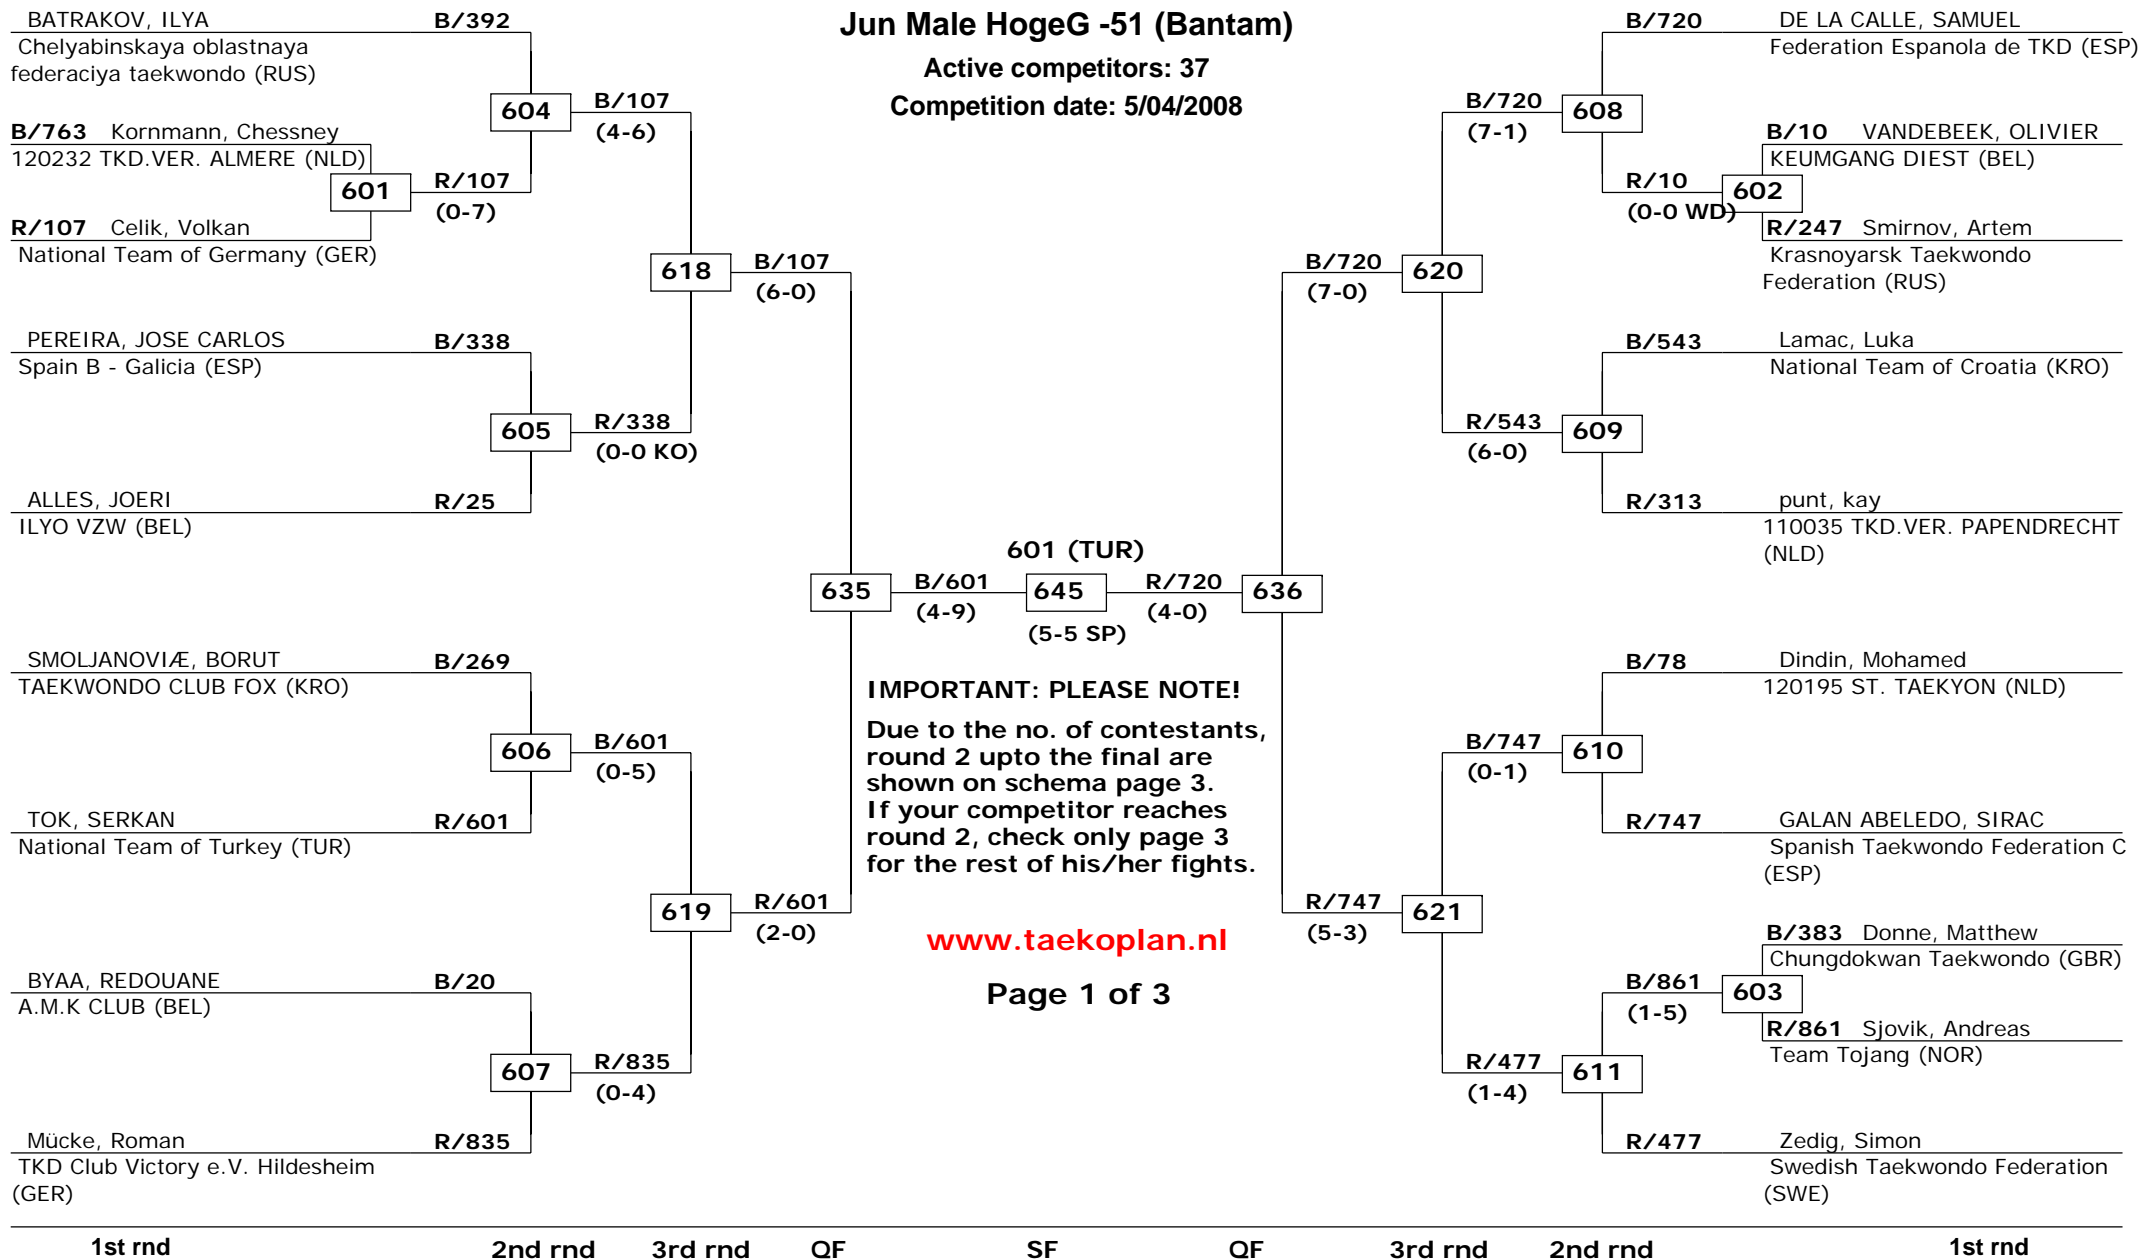 Jun Male HogeG -51 (Bantam)
Active competitors: 37
Competition date: 5/04/2008
BATRAKOV, ILYA B/392
Chelyabinskaya oblastnaya
federaciya taekwondo (RUS)
604 B/107
(4-6)
B/763 Kornmann, Chessney
120232 TKD.VER. ALMERE (NLD)
601 R/107
(0-7)
R/107 Celik, Volkan
National Team of Germany (GER)
618 B/107
(6-0)
PEREIRA, JOSE CARLOS B/338
Spain B - Galicia (ESP)
605 R/338
(0-0 KO)
ALLES, JOERI R/25
ILYO VZW (BEL)
635 B/601
(4-9)
SMOLJANOVIÆ, BORUT B/269
TAEKWONDO CLUB FOX (KRO)
606 B/601
(0-5)
TOK, SERKAN R/601
National Team of Turkey (TUR)
619 R/601
(2-0)
BYAA, REDOUANE B/20
A.M.K CLUB (BEL)
607 R/835
(0-4)
Mücke, Roman R/835
TKD Club Victory e.V. Hildesheim
(GER)
601 (TUR)
645
(5-5 SP)
IMPORTANT: PLEASE NOTE!
Due to the no. of contestants,
round 2 upto the final are
shown on schema page 3.
If your competitor reaches
round 2, check only page 3
for the rest of his/her fights.
www.taekoplan.nl
Page 1 of 3
B/720 DE LA CALLE, SAMUEL
Federation Espanola de TKD (ESP)
B/720 608
(7-1)
B/10 VANDEBEEK, OLIVIER
KEUMGANG DIEST (BEL)
R/10 602
(0-0 WD)
R/247 Smirnov, Artem
Krasnoyarsk Taekwondo
Federation (RUS)
B/720 620
(7-0)
B/543 Lamac, Luka
National Team of Croatia (KRO)
R/543 609
(6-0)
R/313 punt, kay
110035 TKD.VER. PAPENDRECHT
(NLD)
R/720 636
(4-0)
B/78 Dindin, Mohamed
120195 ST. TAEKYON (NLD)
B/747 610
(0-1)
R/747 GALAN ABELEDO, SIRAC
Spanish Taekwondo Federation C
(ESP)
R/747 621
(5-3)
B/383 Donne, Matthew
Chungdokwan Taekwondo (GBR)
B/861 603
(1-5)
R/861 Sjovik, Andreas
Team Tojang (NOR)
R/477 611
(1-4)
R/477 Zedig, Simon
Swedish Taekwondo Federation
(SWE)
1st rnd 2nd rnd 3rd rnd QF SF QF 3rd rnd 2nd rnd 1st rnd